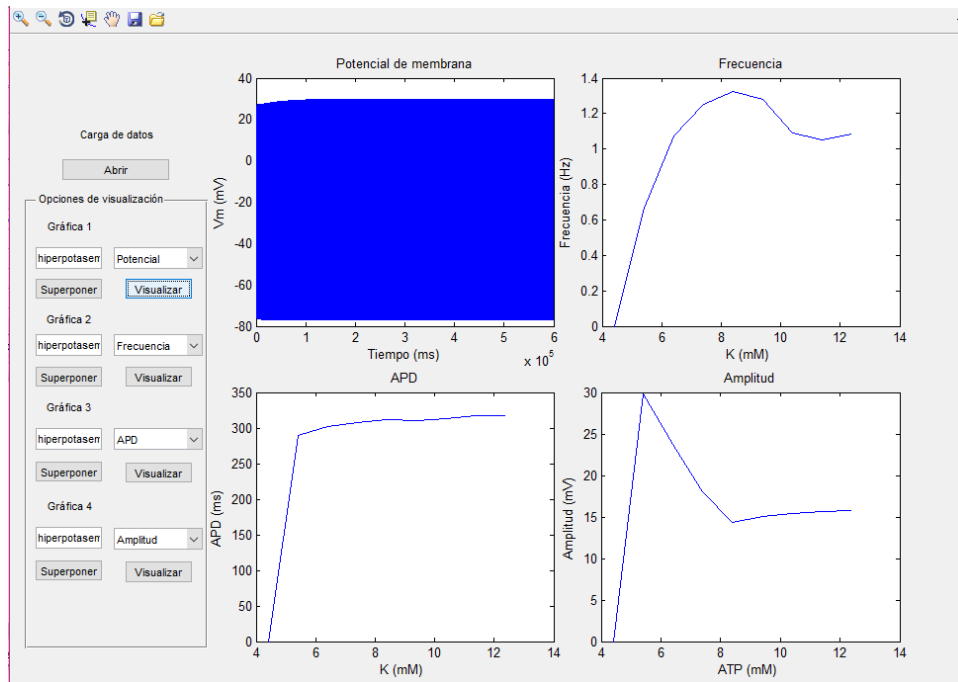 Carga de datos
Abrir
Opciones de visualización
Gráfica 1
hiperpotasem
Potencial
Superponer
Visualizar
Gráfica 2
hiperpotasem
Frecuencia
Superponer
Visualizar
Gráfica 3
hiperpotasem
APD
Superponer
Visualizar
Gráfica 4
hiperpotasem
Amplitud
Superponer
Visualizar
Potencial de membrana
Vm (mV)
40
20
0
-20
-40
-60
-80
0 1 2 3 4 5 6
Tiempo (ms)
x 10^5
Frecuencia
Frecuencia (Hz)
1.4
1.2
1
0.8
0.6
0.4
0.2
0
4 6 8 10 12 14
K (mM)
APD
APD (ms)
350
300
250
200
150
100
50
0
4 6 8 10 12 14
K (mM)
Amplitud
Amplitud (mV)
30
25
20
15
10
5
0
4 6 8 10 12 14
ATP (mM)